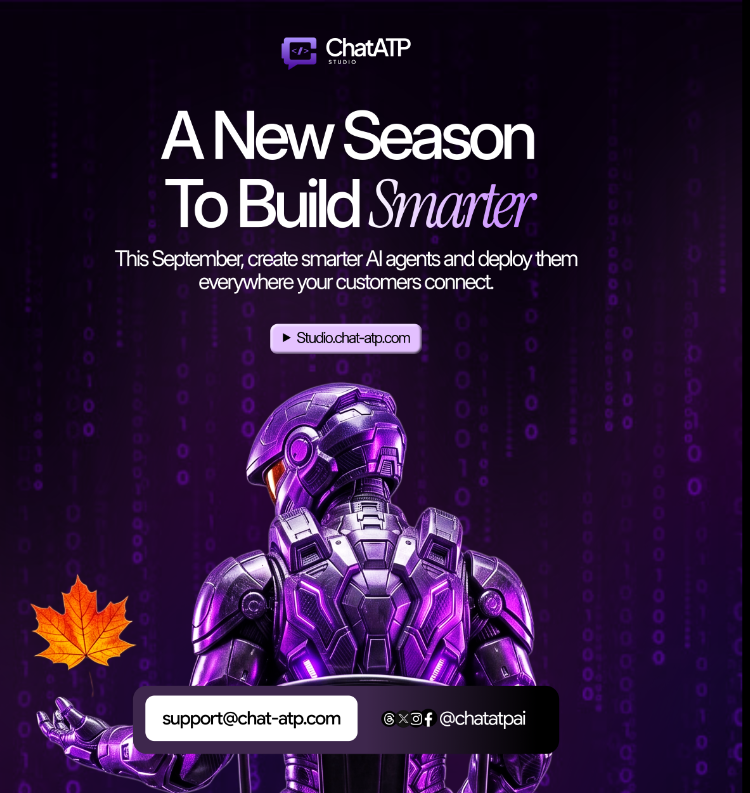 ChatATP
STUDIO
A New Season
To Build Smarter
This September, create smarter AI agents and deploy them
everywhere your customers connect.
Studio.chat-atp.com
support@chat-atp.com
@chatatpai